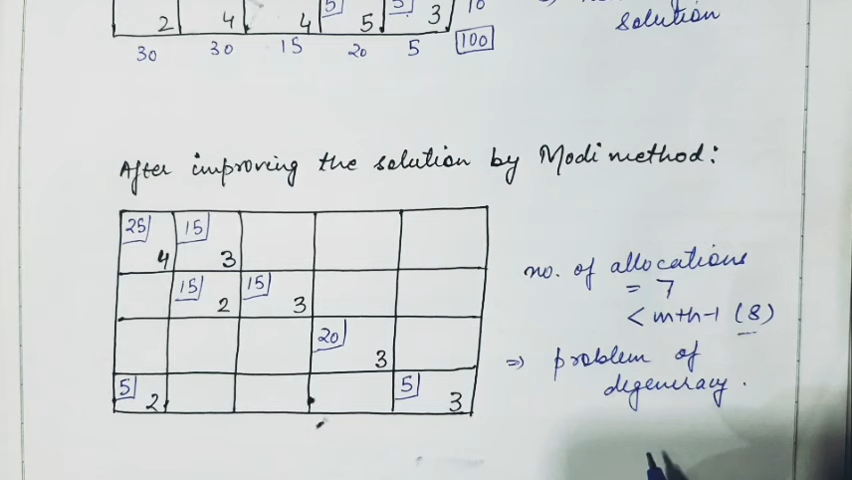 5 5 10
2 4 4 5 3
solution
30 30 15 20 5 100
After improving the solution by Modi method:
25 15
4 3
15 15
2 3
20
3
5 5
2 3
no. of allocations
= 7
< m+n-1 (8)
⇒ problem of
degeneracy.